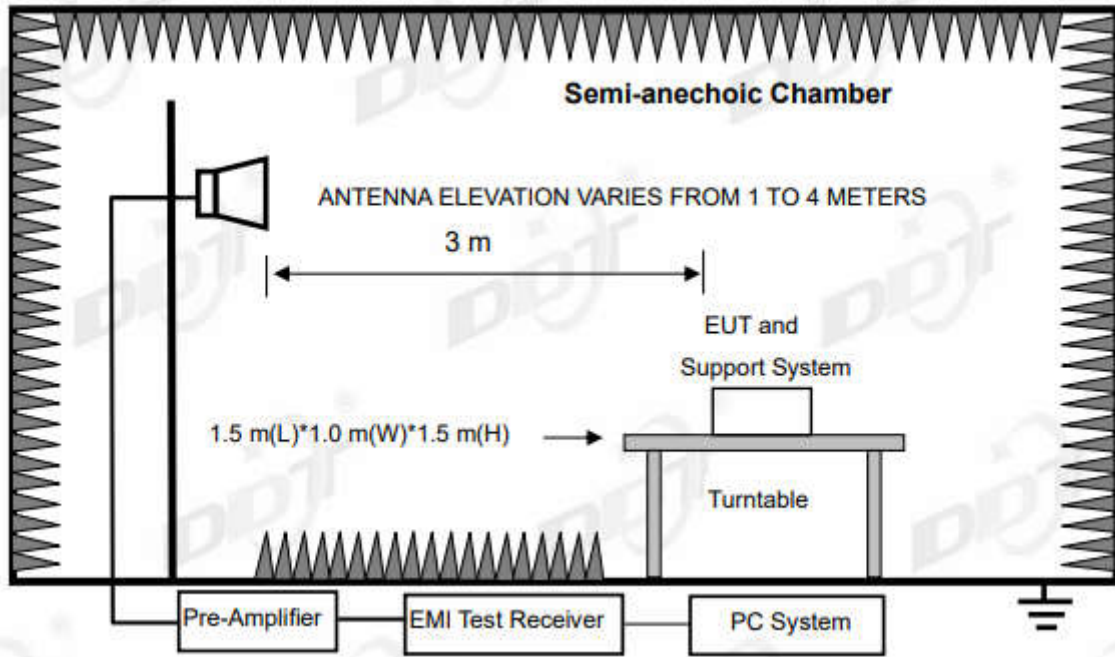 Semi-anechoic Chamber
ANTENNA ELEVATION VARIES FROM 1 TO 4 METERS
3 m
EUT and
Support System
1.5 m(L)*1.0 m(W)*1.5 m(H)
Turntable
Pre-Amplifier
EMI Test Receiver
PC System
DDT
®